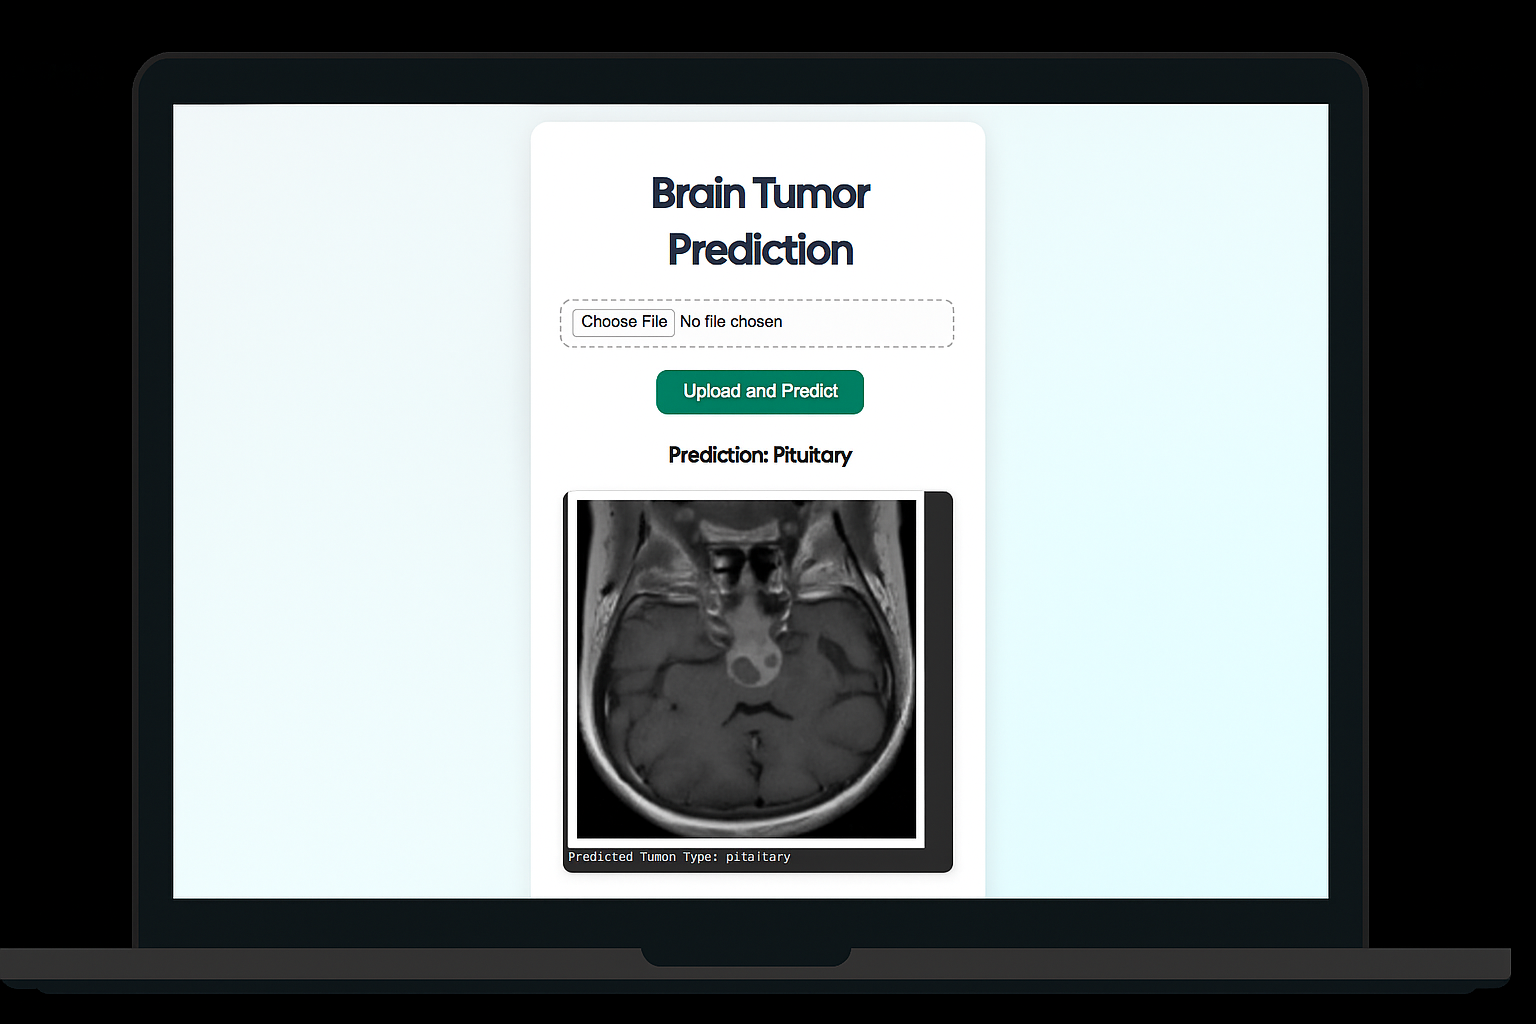 Brain Tumor
Prediction
Choose File No file chosen
Upload and Predict
Prediction: Pituitary
Predicted Tumon Type: pitaitary